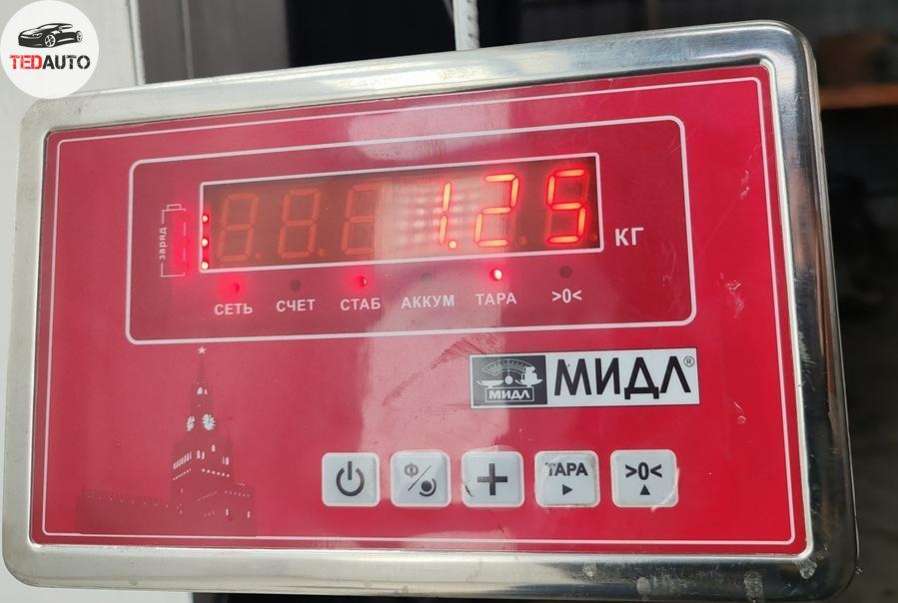 TEDAUTO
заряд
1.25
КГ
СЕТЬ СЧЕТ СТАБ АККУМ ТАРА >0<
МИДЛ МИДЛ®
Ф ТАРА >0<